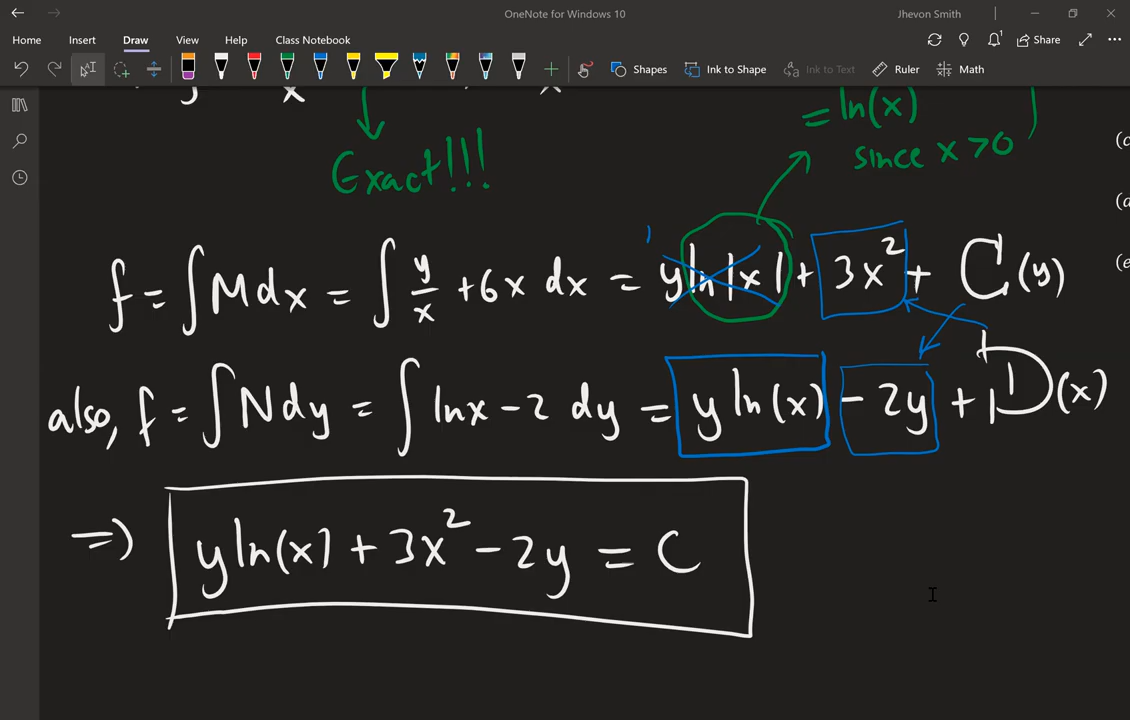 OneNote for Windows 10
Jhevon Smith
Home Insert Draw View Help Class Notebook
Share
Shapes Ink to Shape Ink to Text Ruler Math
x
x
= ln(x)
since x > 0
Exact!!!
f = ∫ M dx = ∫ y/x + 6x dx = y ln|x| + 3x² + C(y)
also, f = ∫ N dy = ∫ lnx - 2 dy = y ln(x) - 2y + D(x)
=> y ln(x) + 3x² - 2y = C